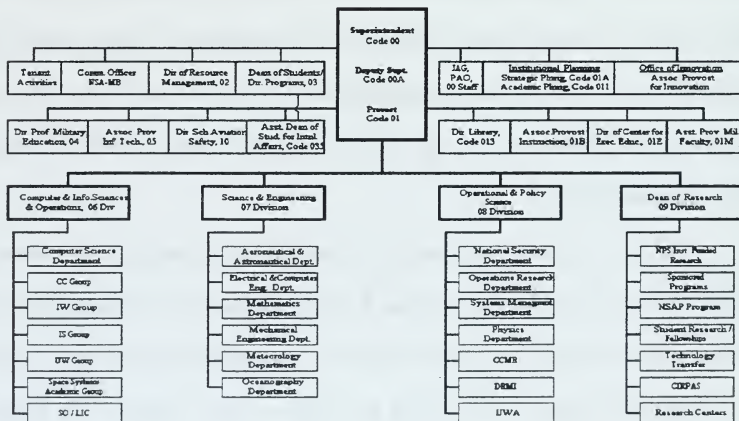 Superintendent
Code 00
Deputy Supt.
Code 00A
Provost
Code 01
Tenant
Activities
Comm. Officer
NSA-MB
Dir of Resource
Management, 02
Dean of Students/
Dir. Programs, 03
JAG,
PAO,
00 Staff
Institutional Planning
Strategic Plnng, Code 01A
Academic Plnng, Code 011
Office of Innovation
Assoc Provost
for Innovation
Dir Prof Military
Education, 04
Assoc Prov
Inf Tech., 05
Dir Sch Aviation
Safety, 10
Asst. Dean of
Stud. for Intnl.
Affairs, Code 035
Dir Library,
Code 013
Assoc. Provost
Instruction, 01B
Dir of Center for
Exec. Educ., 01E
Asst. Prov Mil.
Faculty, 01M
Computer & Info.Sciences
& Operations, 06 Div
Science & Engineering
07 Division
Operational & Policy
Science
08 Division
Dean of Research
09 Division
Computer Science
Department
CC Group
IW Group
IS Group
UW Group
Space Systems
Academic Group
SO / LIC
Aeronautical &
Astronautical Dept.
Electrical &Computer
Eng. Dept.
Mathematics
Department
Mechanical
Engineering Dept.
Meteorology
Department
Oceanography
Department
National Security
Department
Operations Research
Department
Systems Managmnt
Department
Physics
Department
CCMR
DRMI
IJWA
NPS Inst Funded
Research
Sponsored
Programs
NSAP Program
Student Research /
Fellowships
Technology
Transfer
CIRPAS
Research Centers